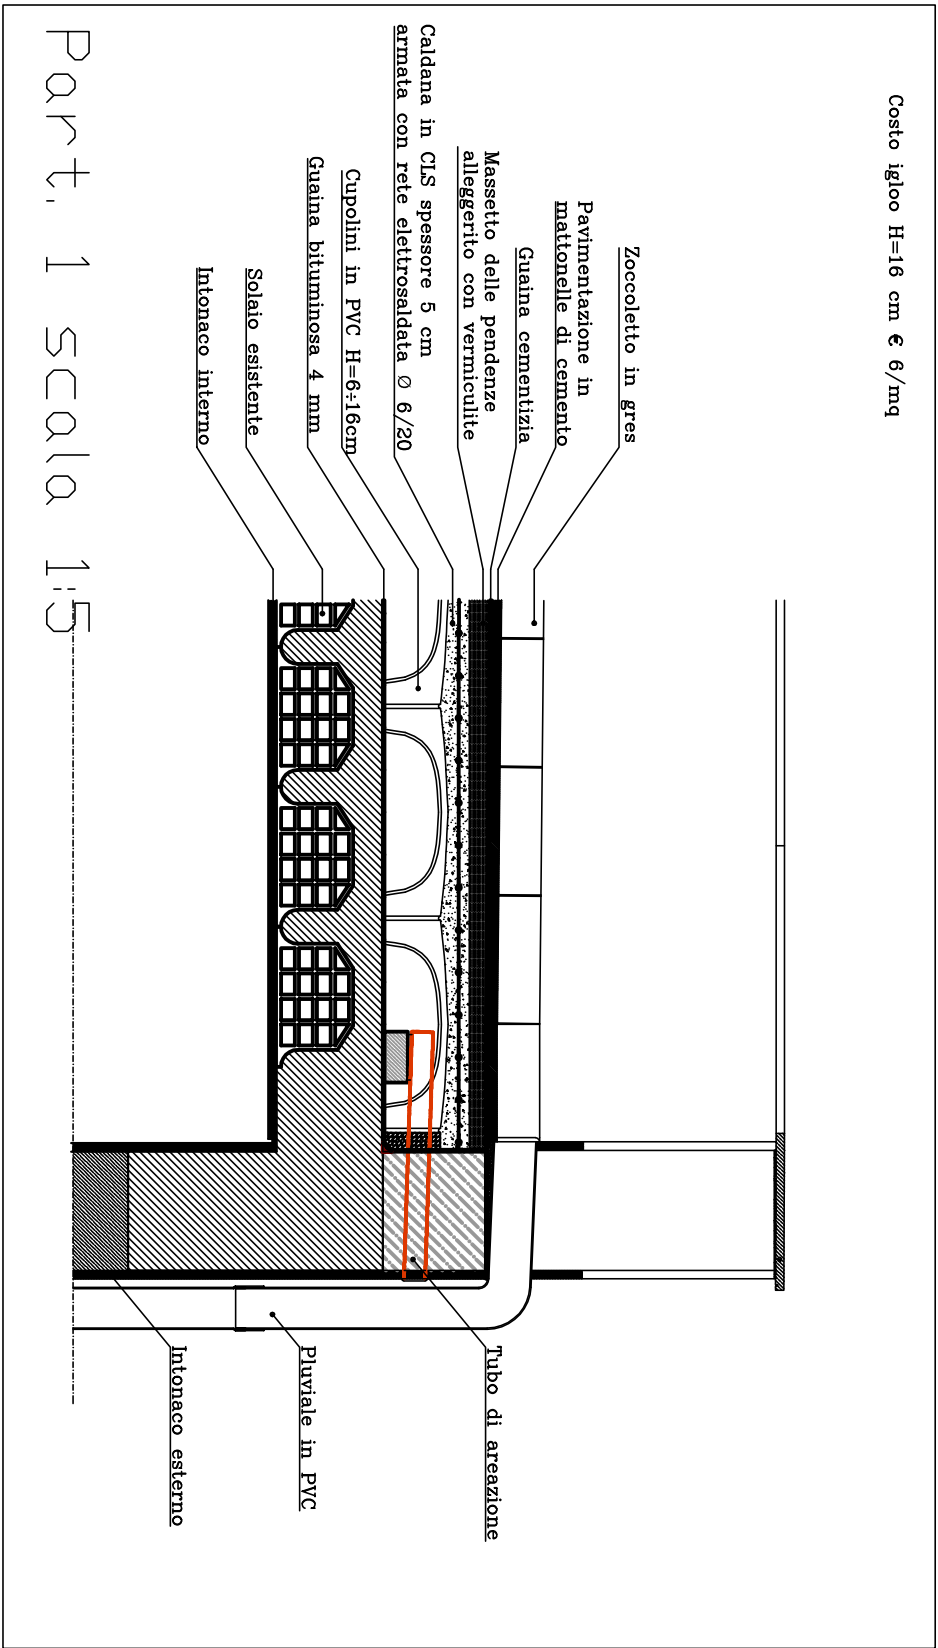 Costo igloo H=16 cm € 6/mq
Zoccoletto in gres
Pavimentazione in
mattonelle di cemento
Guaina cementizia
Massetto delle pendenze
alleggerito con vermiculite
Caldana in CLS spessore 5 cm
armata con rete elettrosaldata Ø 6/20
Cupolini in PVC H=6÷16cm
Guaina bituminosa 4 mm
Solaio esistente
Intonaco interno
Tubo di areazione
Pluviale in PVC
Intonaco esterno
Part. 1 scala 1:5